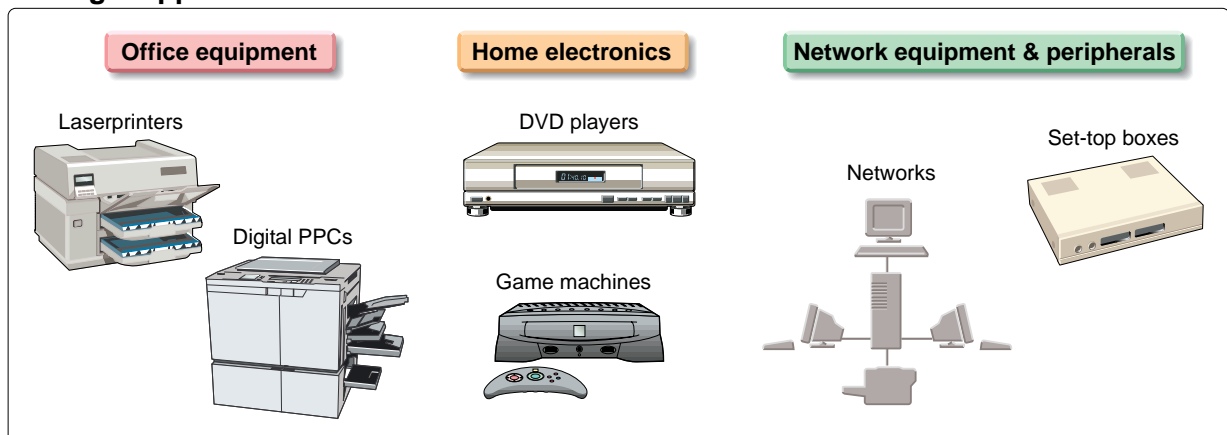 Office equipment
Home electronics
Network equipment & peripherals
Laserprinters
DVD players
Set-top boxes
Networks
Digital PPCs
Game machines